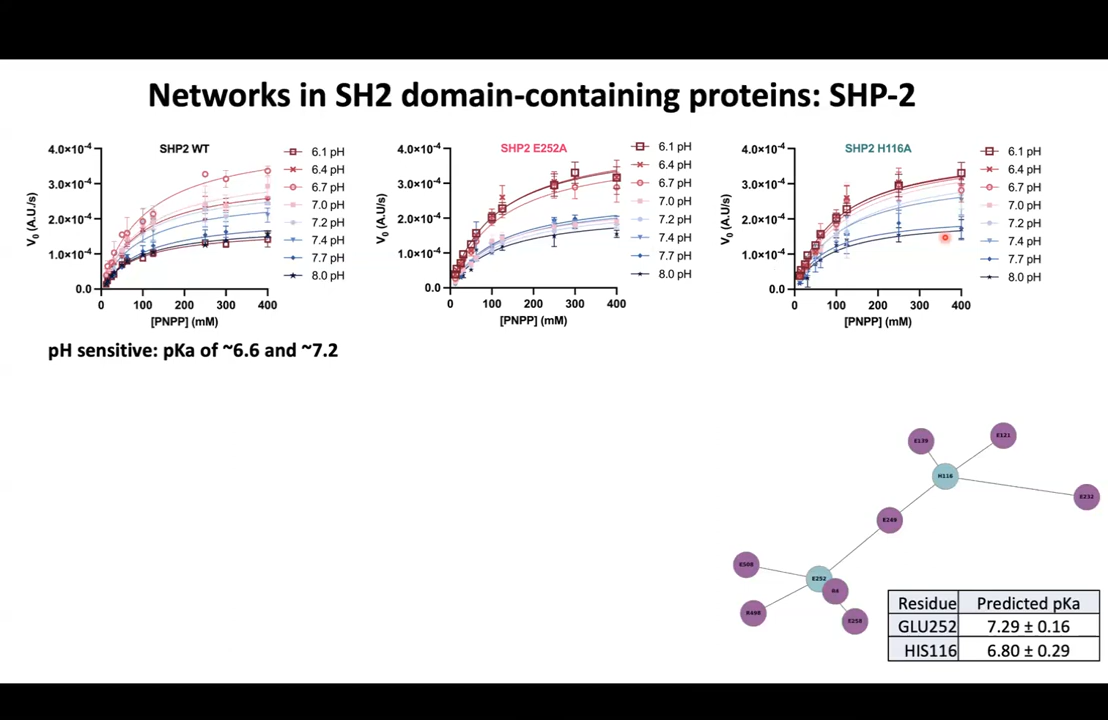 Networks in SH2 domain-containing proteins: SHP-2
SHP2 WT
4.0×10⁻⁴
3.0×10⁻⁴
2.0×10⁻⁴
1.0×10⁻⁴
0.0
V₀ (A.U./s)
0 100 200 300 400
[PNPP] (mM)
6.1 pH
6.4 pH
6.7 pH
7.0 pH
7.2 pH
7.4 pH
7.7 pH
8.0 pH
SHP2 E252A
4.0×10⁻⁴
3.0×10⁻⁴
2.0×10⁻⁴
1.0×10⁻⁴
0.0
V₀ (A.U./s)
0 100 200 300 400
[PNPP] (mM)
6.1 pH
6.4 pH
6.7 pH
7.0 pH
7.2 pH
7.4 pH
7.7 pH
8.0 pH
SHP2 H116A
4.0×10⁻⁴
3.0×10⁻⁴
2.0×10⁻⁴
1.0×10⁻⁴
0.0
V₀ (A.U./s)
0 100 200 300 400
[PNPP] (mM)
6.1 pH
6.4 pH
6.7 pH
7.0 pH
7.2 pH
7.4 pH
7.7 pH
8.0 pH
pH sensitive: pKa of ~6.6 and ~7.2
E139
E121
H116
E232
E249
E508
E252
R498
E258
Residue Predicted pKa
GLU252 7.29 ± 0.16
HIS116 6.80 ± 0.29